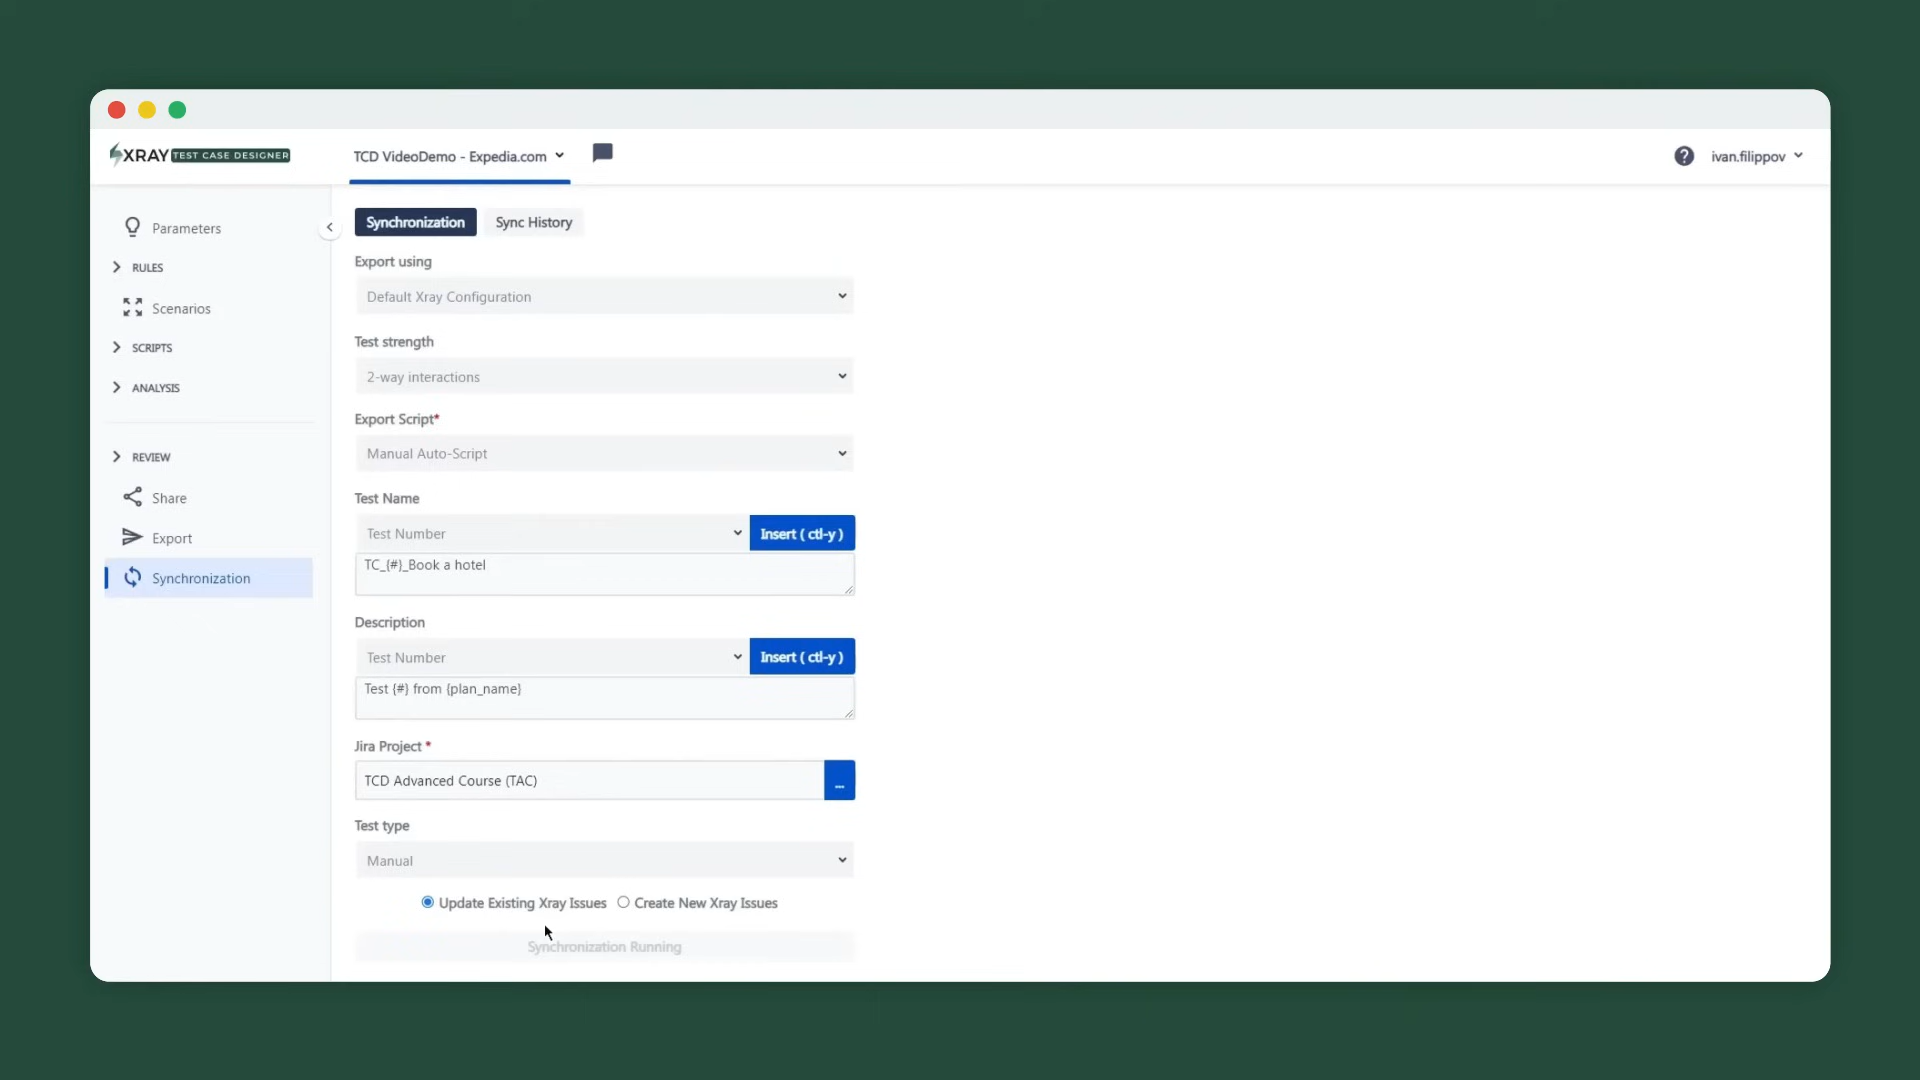 XRAY TEST CASE DESIGNER
TCD VideoDemo - Expedia.com
ivan.filippov
Parameters
RULES
Scenarios
SCRIPTS
ANALYSIS
REVIEW
Share
Export
Synchronization
Synchronization
Sync History
Export using
Default Xray Configuration
Test strength
2-way interactions
Export Script*
Manual Auto-Script
Test Name
Test Number
Insert ( ctl-y )
TC_{#}_Book a hotel
Description
Test Number
Insert ( ctl-y )
Test {#} from {plan_name}
Jira Project *
TCD Advanced Course (TAC)
...
Test type
Manual
Update Existing Xray Issues
Create New Xray Issues
Synchronization Running